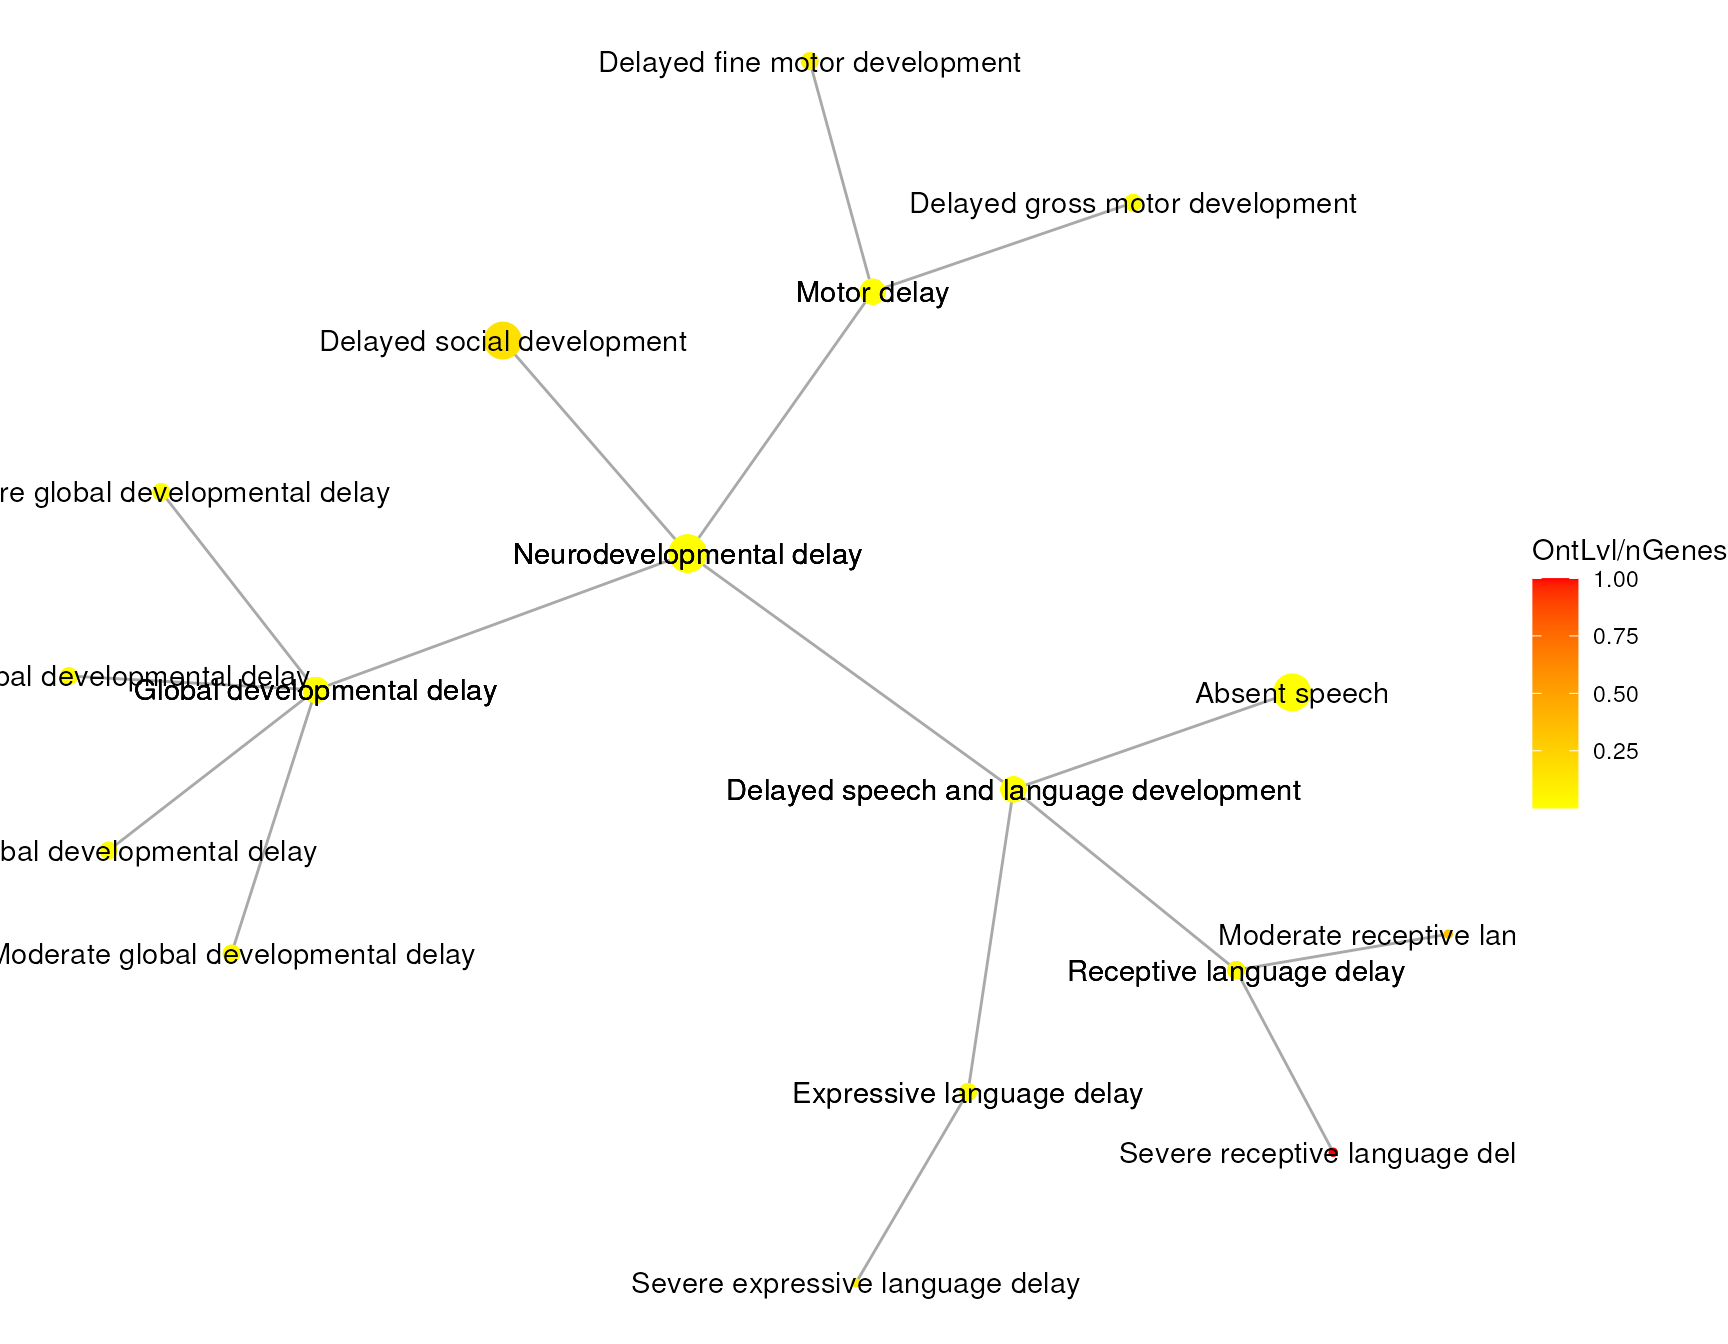 Delayed fine motor development
Delayed gross motor development
Motor delay
Delayed social development
re global developmental delay
Neurodevelopmental delay
OntLvl/nGenes
1.00
0.75
0.50
0.25
bal developmental delay
Global developmental delay
Absent speech
Delayed speech and language development
bal developmental delay
Moderate global developmental delay
Moderate receptive lan
Receptive language delay
Expressive language delay
Severe receptive language del
Severe expressive language delay